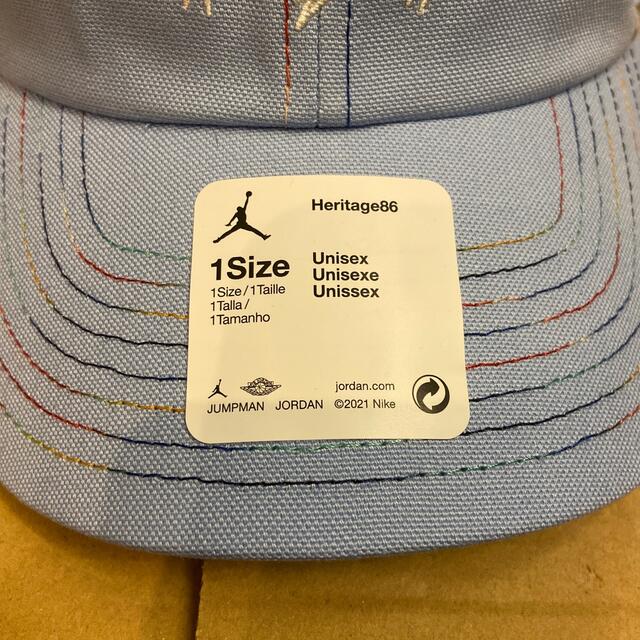 Heritage86
1Size
1Size/1Taille
1Talla/
1Tamanho
Unisex
Unisexe
Unissex
jordan.com
JUMPMAN JORDAN ©2021 Nike